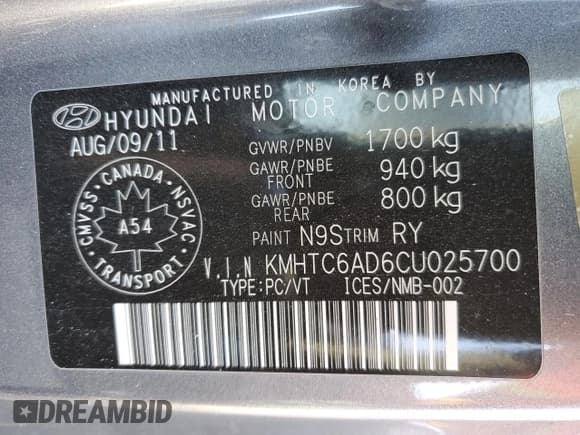 MANUFACTURED IN KOREA BY
HYUNDAI MOTOR COMPANY
AUG/09/11
GVWR/PNBV 1700 kg
GAWR/PNBE FRONT 940 kg
GAWR/PNBE REAR 800 kg
CMVSS · CANADA · NSVAC
A54
TRANSPORT
PAINT N9S TRIM RY
V.I.N KMHTC6AD6CU025700
TYPE:PC/VT ICES/NMB-002
DREAMBID